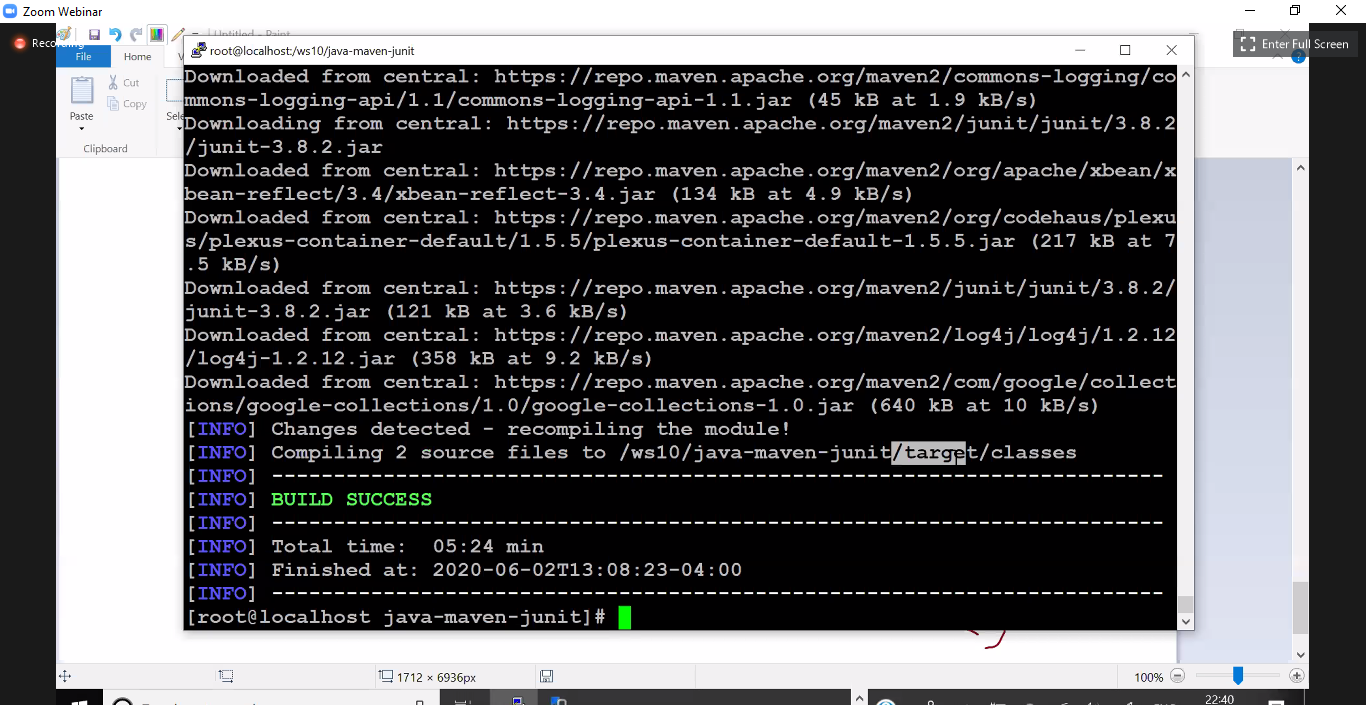 Zoom Webinar
Untitled - Paint
Recording
Enter Full Screen
File
Home
root@localhost:/ws10/java-maven-junit
Cut
Copy
Paste
Clipboard
Downloaded from central: https://repo.maven.apache.org/maven2/commons-logging/co
mmons-logging-api/1.1/commons-logging-api-1.1.jar (45 kB at 1.9 kB/s)
Downloading from central: https://repo.maven.apache.org/maven2/junit/junit/3.8.2
/junit-3.8.2.jar
Downloaded from central: https://repo.maven.apache.org/maven2/org/apache/xbean/x
bean-reflect/3.4/xbean-reflect-3.4.jar (134 kB at 4.9 kB/s)
Downloaded from central: https://repo.maven.apache.org/maven2/org/codehaus/plexu
s/plexus-container-default/1.5.5/plexus-container-default-1.5.5.jar (217 kB at 7
.5 kB/s)
Downloaded from central: https://repo.maven.apache.org/maven2/junit/junit/3.8.2/
junit-3.8.2.jar (121 kB at 3.6 kB/s)
Downloaded from central: https://repo.maven.apache.org/maven2/log4j/log4j/1.2.12
/log4j-1.2.12.jar (358 kB at 9.2 kB/s)
Downloaded from central: https://repo.maven.apache.org/maven2/com/google/collect
ions/google-collections/1.0/google-collections-1.0.jar (640 kB at 10 kB/s)
[INFO] Changes detected - recompiling the module!
[INFO] Compiling 2 source files to /ws10/java-maven-junit/target/classes
[INFO] ------------------------------------------------------------------------
[INFO] BUILD SUCCESS
[INFO] ------------------------------------------------------------------------
[INFO] Total time:  05:24 min
[INFO] Finished at: 2020-06-02T13:08:23-04:00
[INFO] ------------------------------------------------------------------------
[root@localhost java-maven-junit]#
1712 × 6936px
100%
22:40